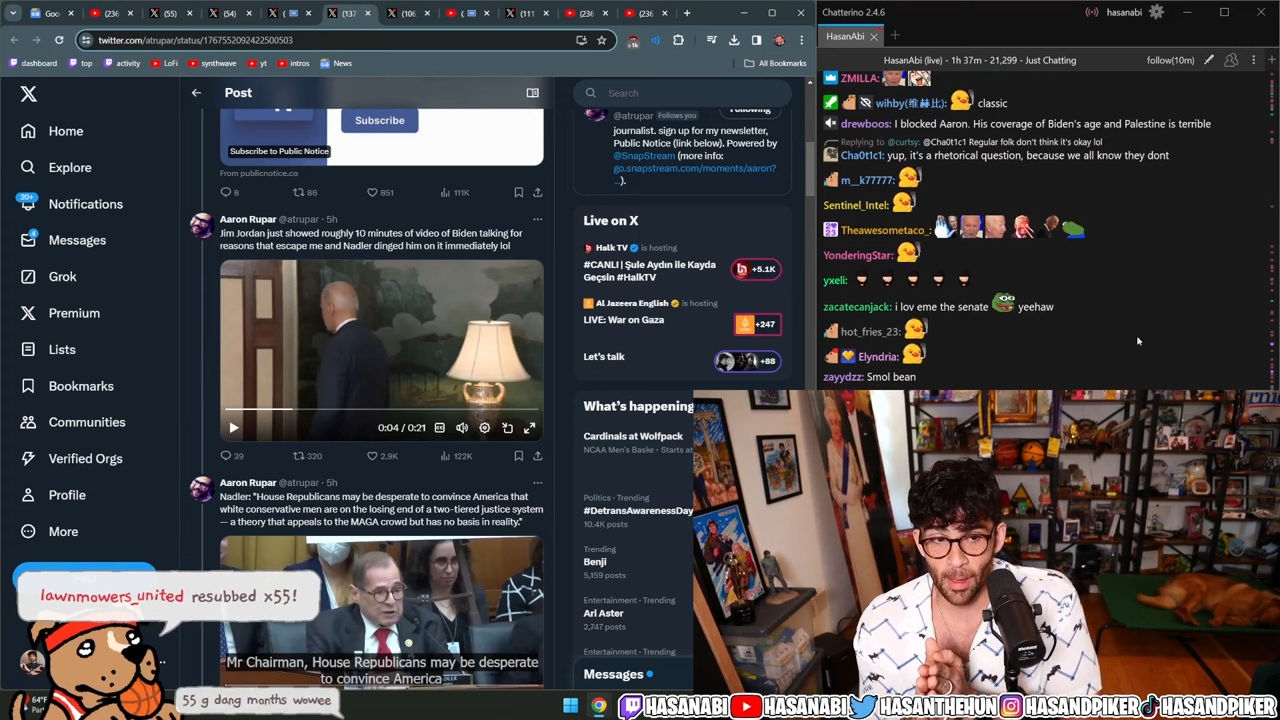 Goo
(236
(55)
(54)
(
(137
(106
(
(111
(236
(236
twitter.com/atrupar/status/1767552092422500503
dashboard
top
activity
LoFi
synthwave
yt
intros
News
All Bookmarks
Post
Search
Home
Explore
20+
Notifications
4
Messages
Grok
Premium
Lists
Bookmarks
Communities
Verified Orgs
Profile
More
Subscribe
Subscribe to Public Notice
From publicnotice.co
8
86
851
111K
Aaron Rupar @atrupar · 5h
Jim Jordan just showed roughly 10 minutes of video of Biden talking for
reasons that escape me and Nadler dinged him on it immediately lol
0:04 / 0:21
39
320
2.9K
122K
Aaron Rupar @atrupar · 5h
Nadler: "House Republicans may be desperate to convince America that
white conservative men are on the losing end of a two-tiered justice system
-- a theory that appeals to the MAGA crowd but has no basis in reality."
Mr Chairman, House Republicans may be desperate
to convince America
Following
@atrupar Follows you
journalist. sign up for my newsletter,
Public Notice (link below). Powered by
@SnapStream (more info:
go.snapstream.com/moments/aaron?
...).
Live on X
Halk TV is hosting
#CANLI | Şule Aydın ile Kayda
Geçsin #HalkTV
+5.1K
Al Jazeera English is hosting
LIVE: War on Gaza
+247
Let's talk
+88
What's happening
Cardinals at Wolfpack
NCAA Men's Baske · Starts at
Politics · Trending
#DetransAwarenessDay
10.4K posts
Trending
Benji
5,159 posts
Entertainment · Trending
Ari Aster
2,747 posts
Entertainment · Trending
Messages
Chatterino 2.4.6
hasanabi
HasanAbi
HasanAbi (live) - 1h 37m - 21,299 - Just Chatting
follow(10m)
ZMILLA:
wihby(维赫比): classic
drewboos: I blocked Aaron. His coverage of Biden's age and Palestine is terrible
Replying to @curtsy: @Cha0t1c1 Regular folk don't think it's okay lol
Cha0t1c1: yup, it's a rhetorical question, because we all know they dont
m__k77777:
Sentinel_Intel:
Theawesometaco_:
YonderingStar:
yxeli:
zacatecanjack: i lov eme the senate yeehaw
hot_fries_23:
Elyndria:
zayydzz: Smol bean
lawnmowers_united resubbed x55!
55 g dang months wowee
64°F
HASANABI
HASANABI
HASANTHEHUN
HASANDPIKER
HASANDPIKER